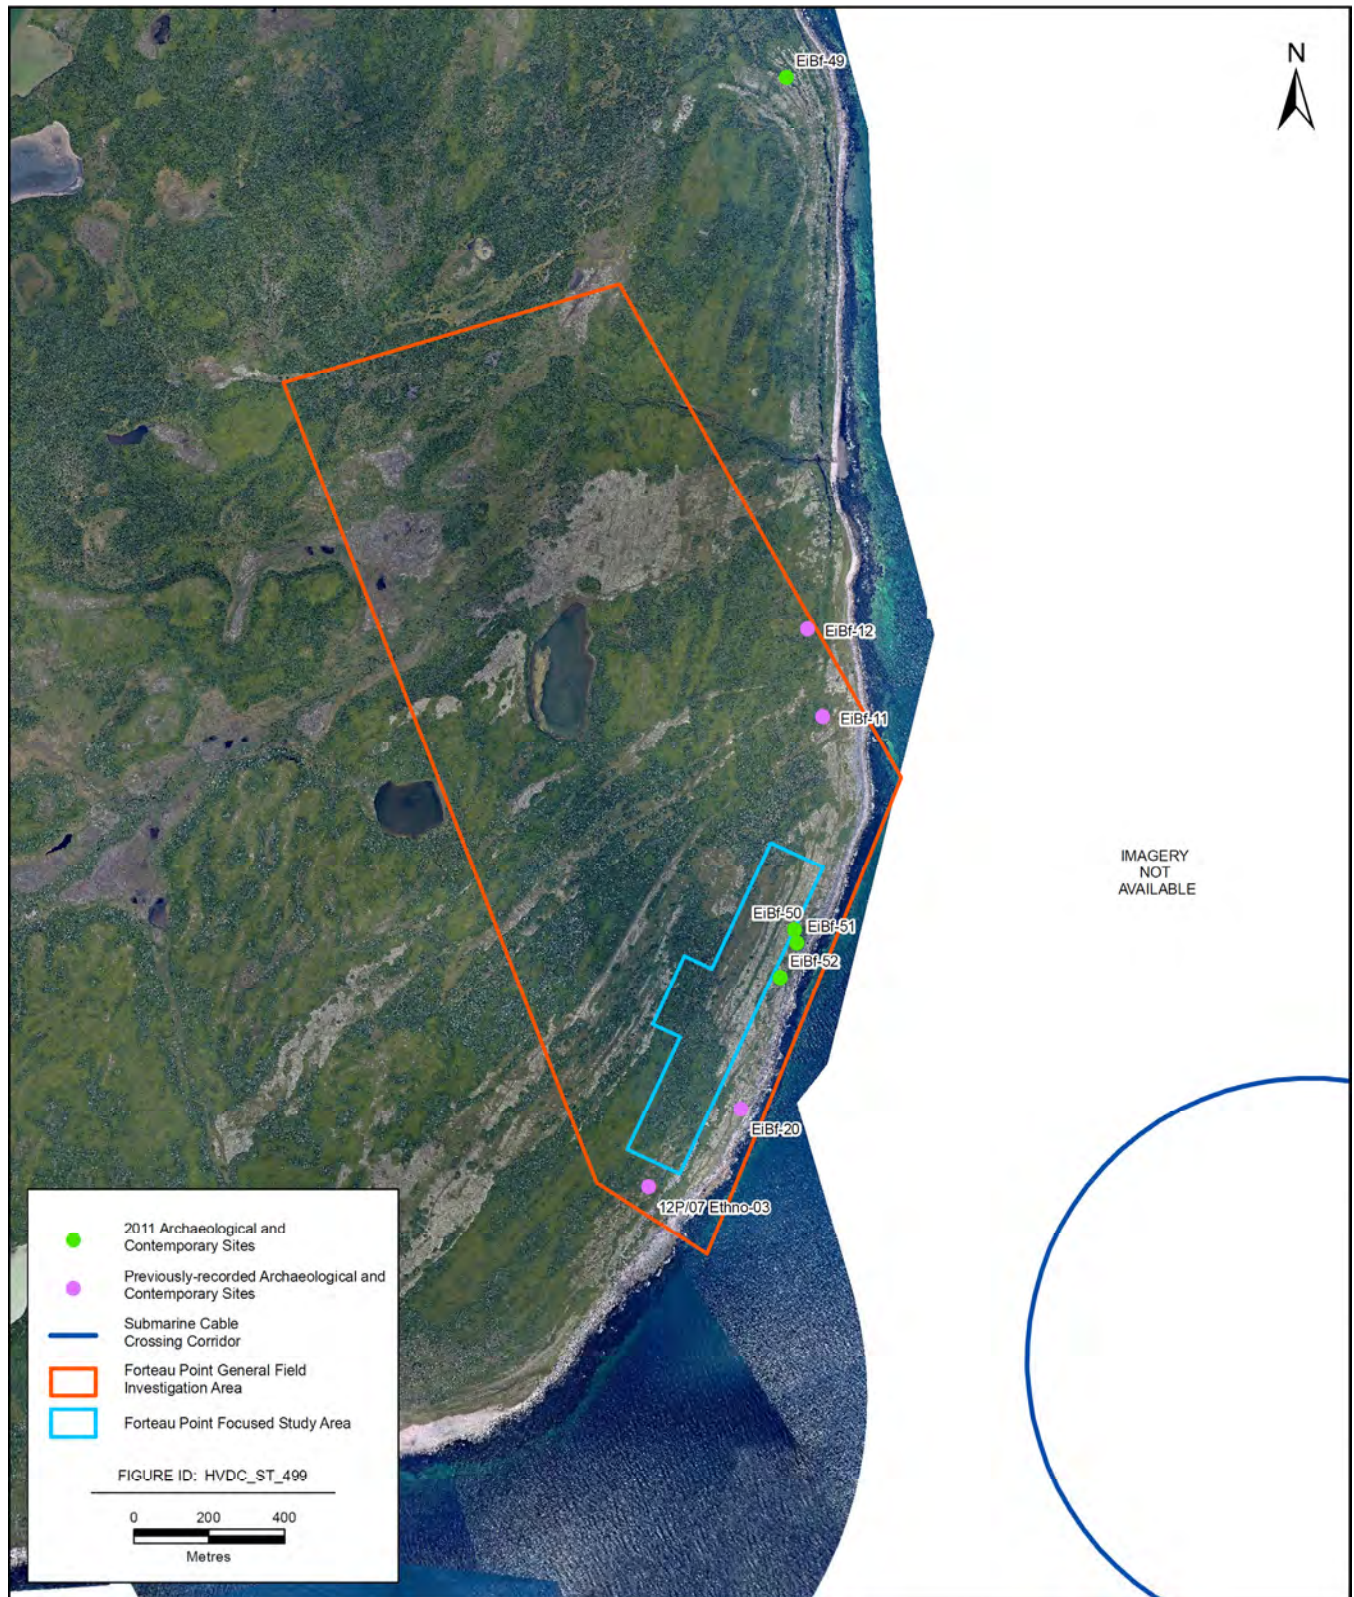 EiBf-49
N
EiBf-12
EiBf-11
IMAGERY
NOT
AVAILABLE
EiBf-50
EiBf-51
EiBf-52
EiBf-20
12P/07 Ethno-03
2011 Archaeological and
Contemporary Sites
Previously-recorded Archaeological and
Contemporary Sites
Submarine Cable
Crossing Corridor
Forteau Point General Field
Investigation Area
Forteau Point Focused Study Area
FIGURE ID: HVDC_ST_499
0 200 400
Metres